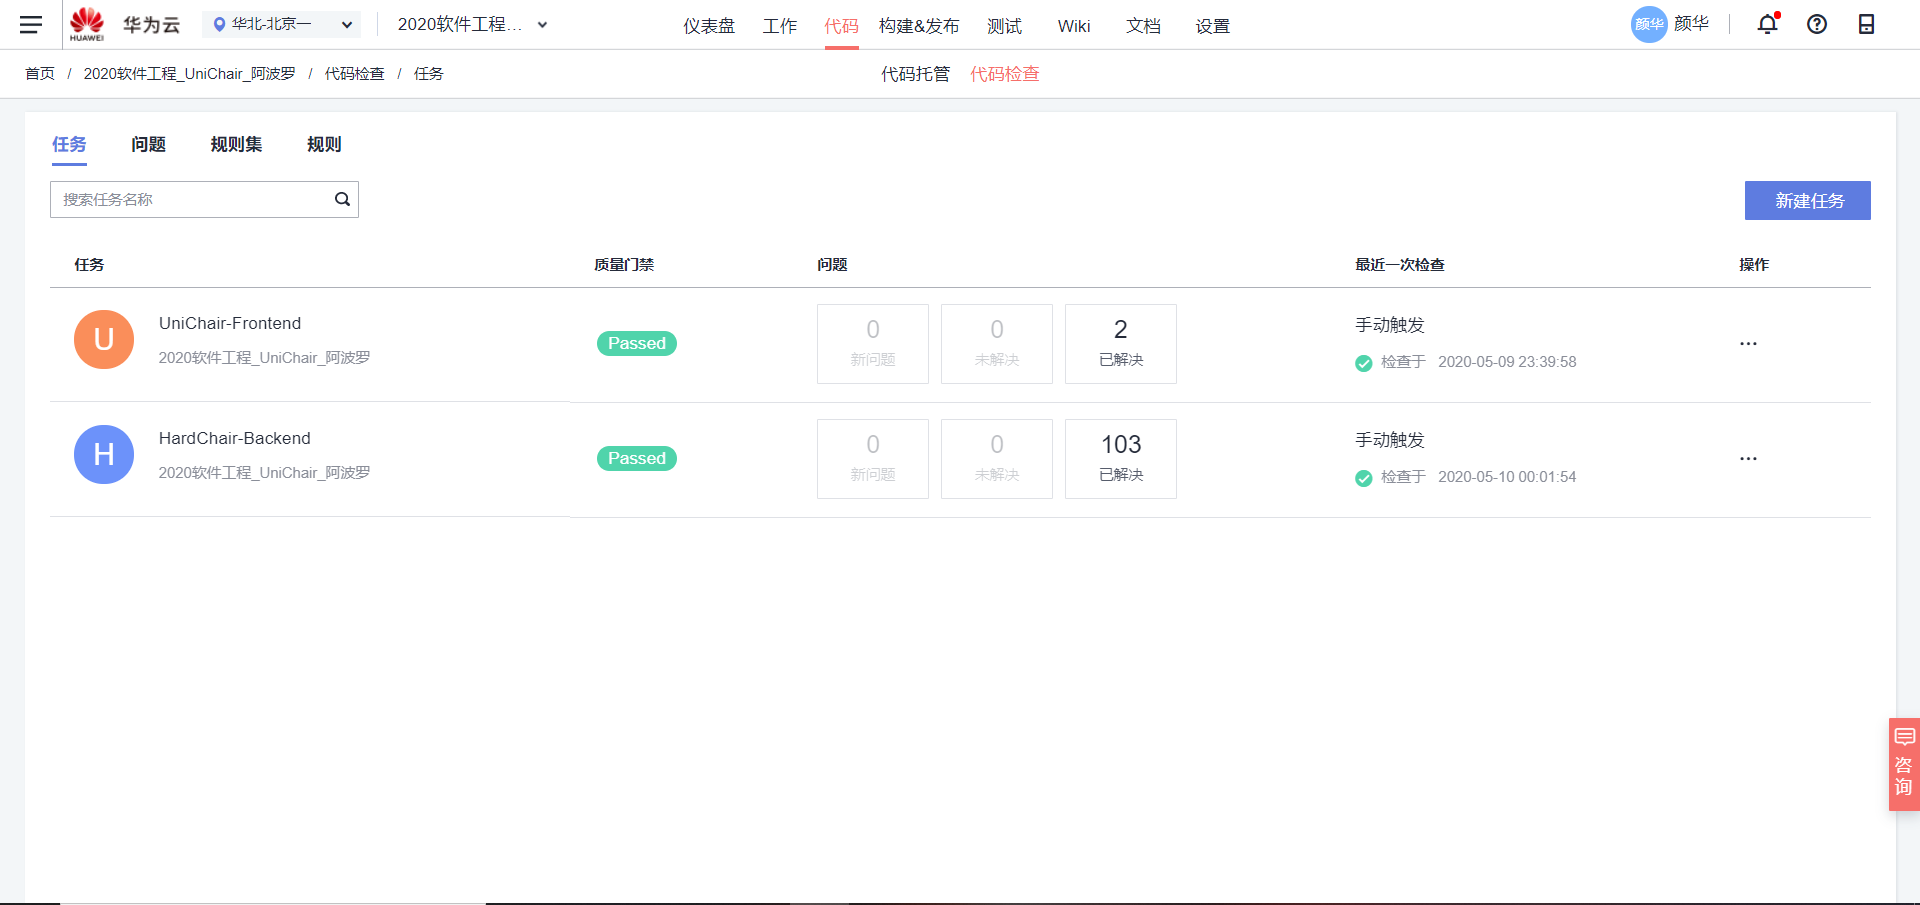 HUAWEI 华为云 华北-北京一 2020软件工程... 仪表盘 工作 代码 构建&发布 测试 Wiki 文档 设置 颜华 颜华
首页 / 2020软件工程_UniChair_阿波罗 / 代码检查 / 任务 代码托管 代码检查
任务 问题 规则集 规则
搜索任务名称 新建任务
任务 质量门禁 问题 最近一次检查 操作
U UniChair-Frontend Passed 0 0 2 手动触发 ...
2020软件工程_UniChair_阿波罗 新问题 未解决 已解决 检查于 2020-05-09 23:39:58
H HardChair-Backend Passed 0 0 103 手动触发 ...
2020软件工程_UniChair_阿波罗 新问题 未解决 已解决 检查于 2020-05-10 00:01:54
咨
询